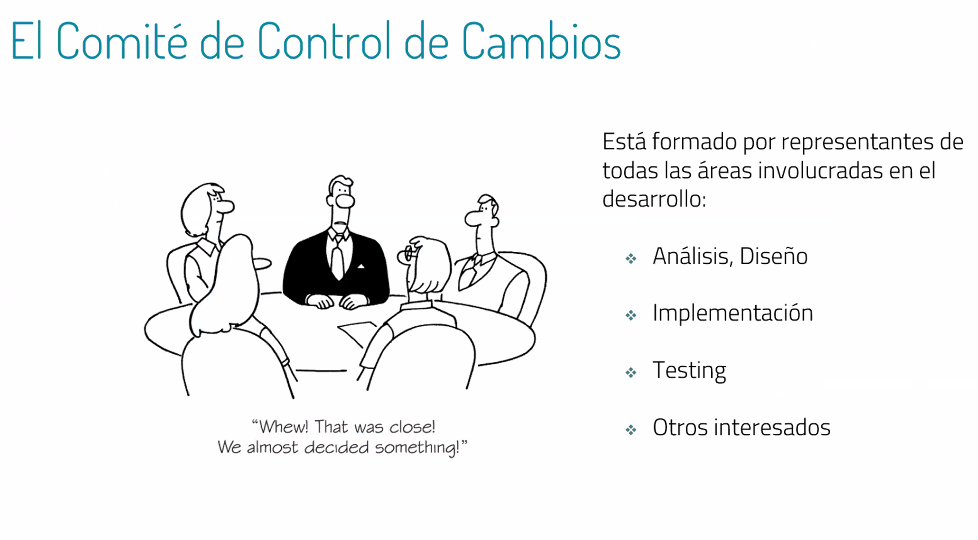 El Comité de Control de Cambios
Está formado por representantes de
todas las áreas involucradas en el
desarrollo:
Análisis, Diseño
Implementación
Testing
Otros interesados
“Whew! That was close!
We almost decided something!”